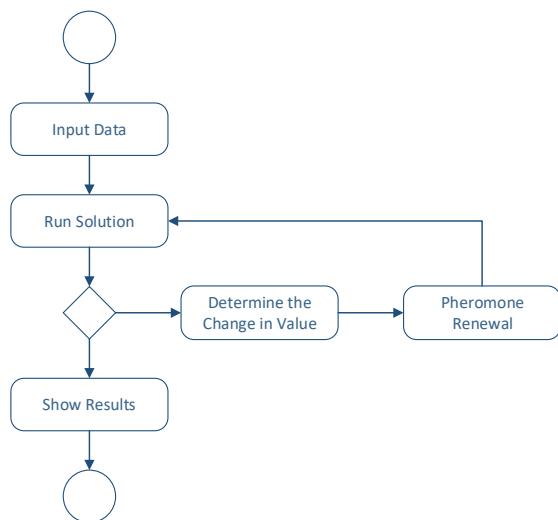 Input Data
Run Solution
Determine the
Change in Value
Pheromone
Renewal
Show Results